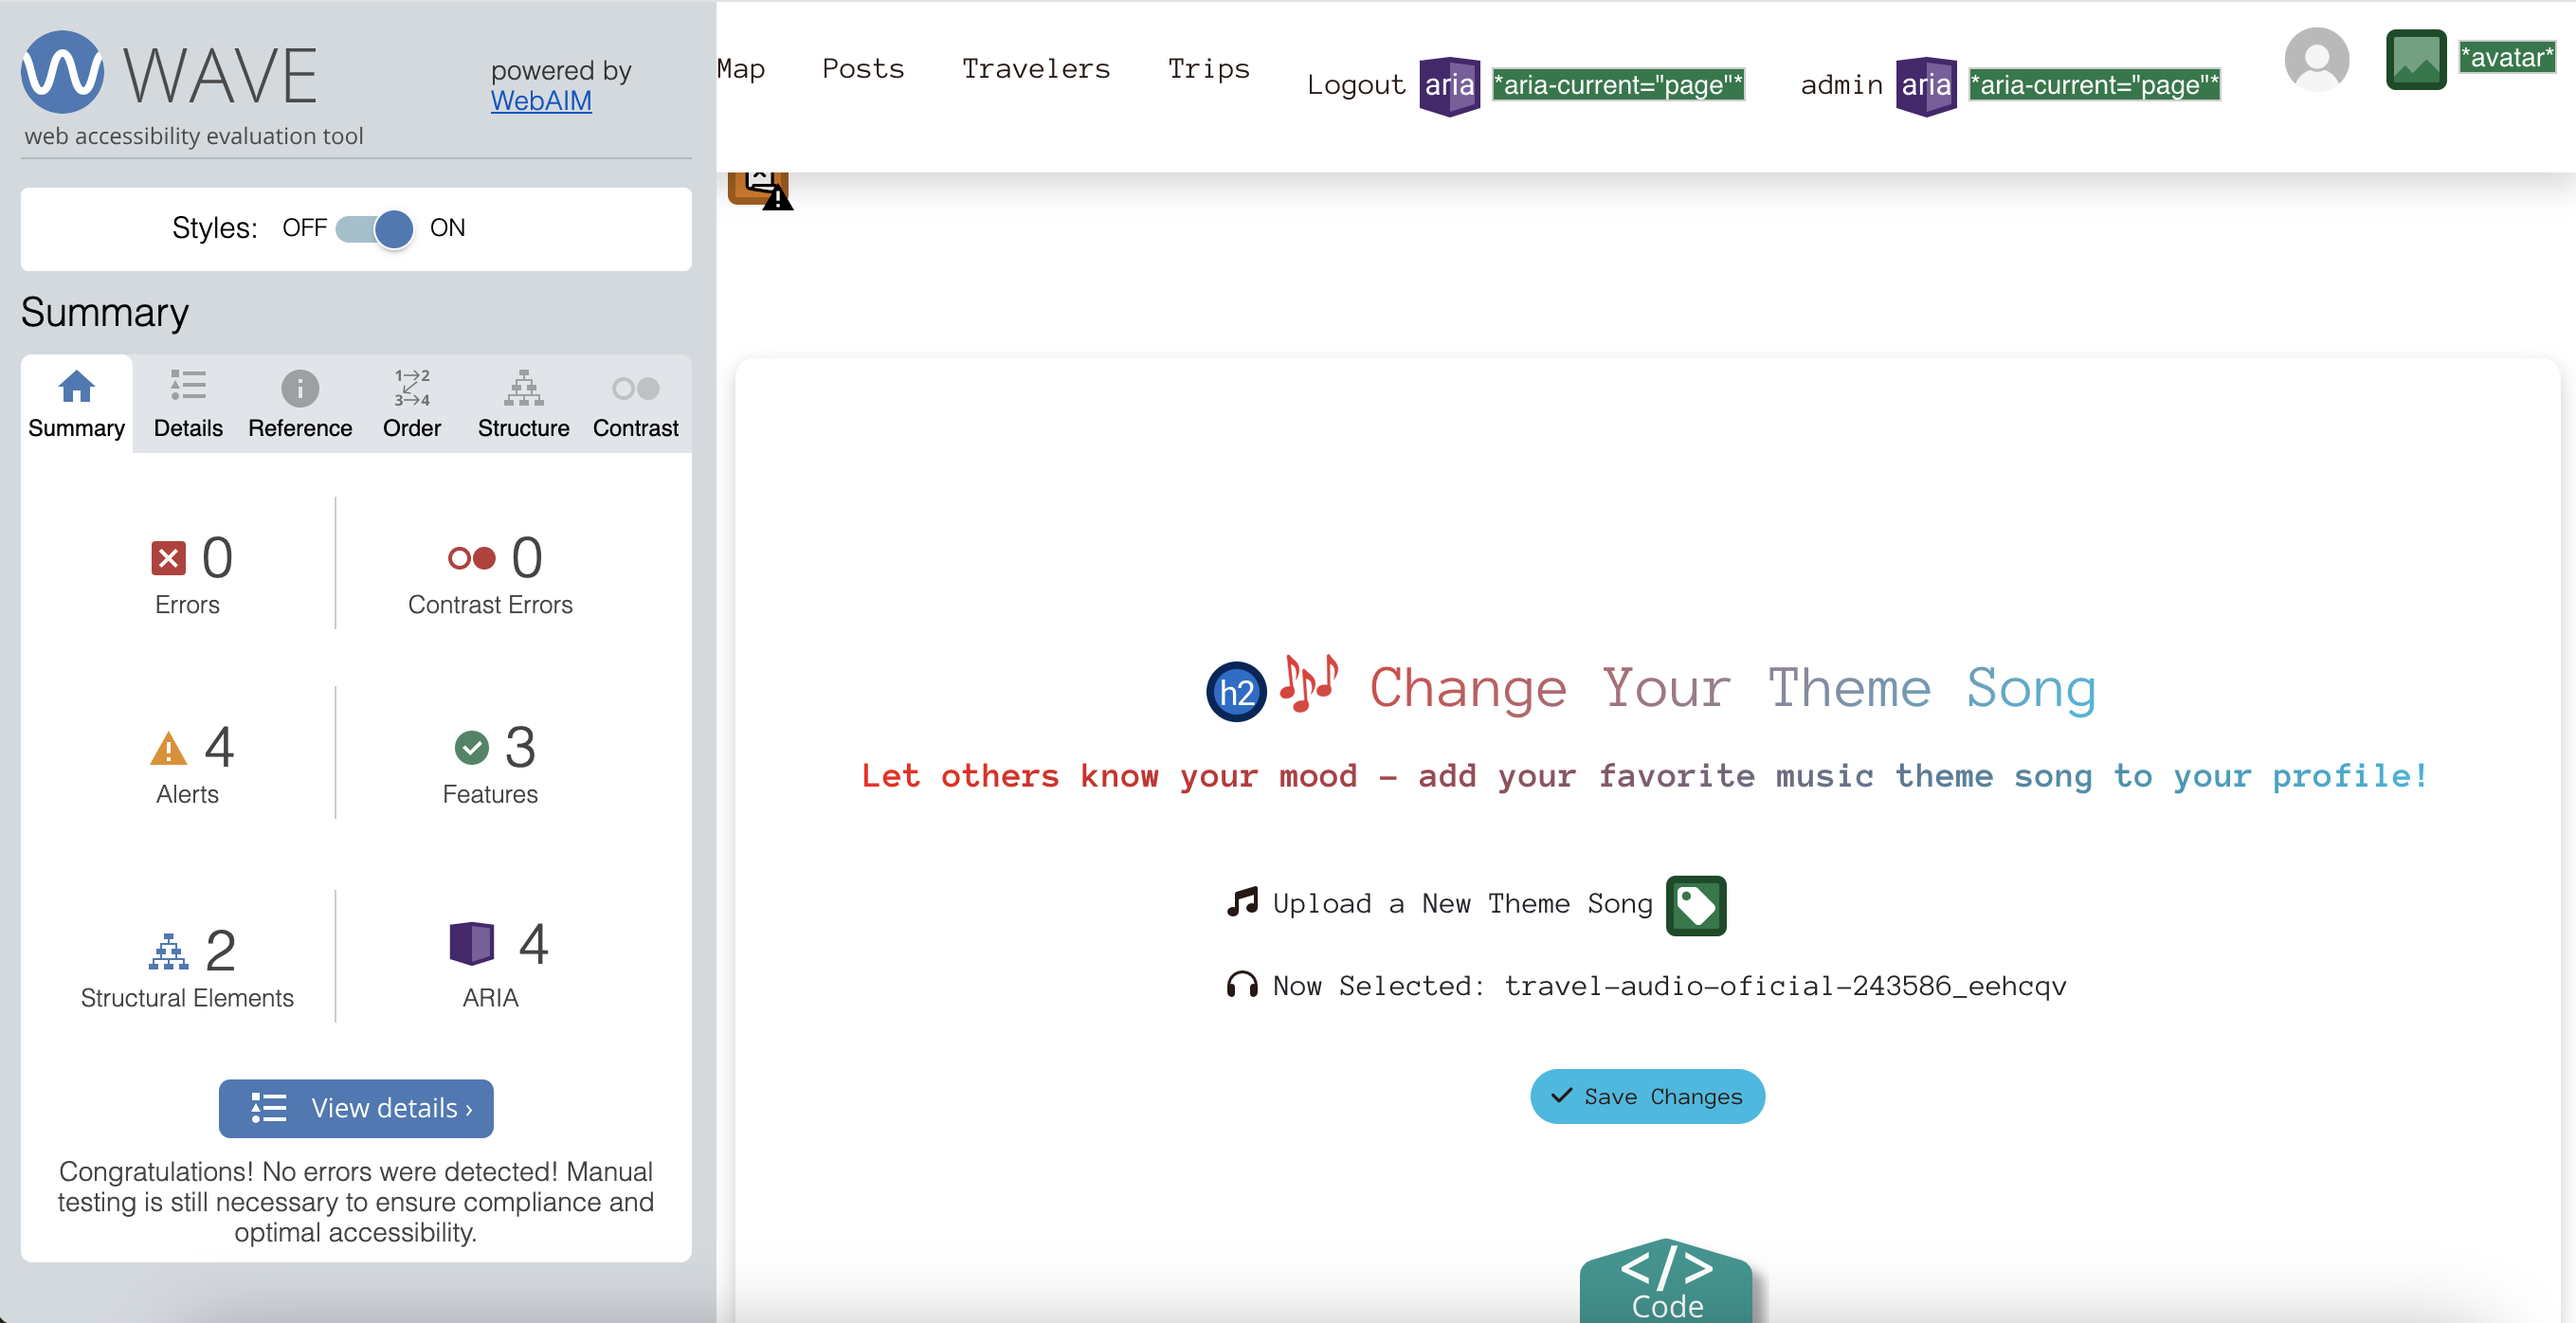 WAVE
powered by
WebAIM
web accessibility evaluation tool
Styles: OFF ON
Summary
Summary Details Reference Order Structure Contrast
1→2
3→4
0 Errors
0 Contrast Errors
4 Alerts
3 Features
2 Structural Elements
4 ARIA
View details ›
Congratulations! No errors were detected! Manual
testing is still necessary to ensure compliance and
optimal accessibility.
Map Posts Travelers Trips Logout aria *aria-current="page"* admin aria *aria-current="page"* *avatar*
h2 Change Your Theme Song
Let others know your mood – add your favorite music theme song to your profile!
Upload a New Theme Song
Now Selected: travel-audio-oficial-243586_eehcqv
Save Changes
</>
Code